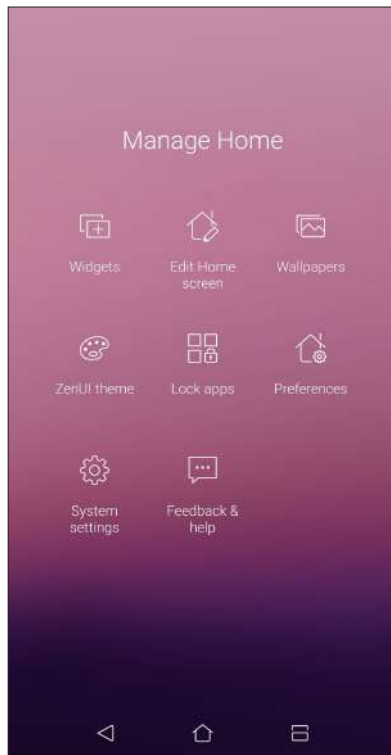 Manage Home
Widgets
Edit Home
screen
Wallpapers
ZenUI theme
Lock apps
Preferences
System
settings
Feedback &
help